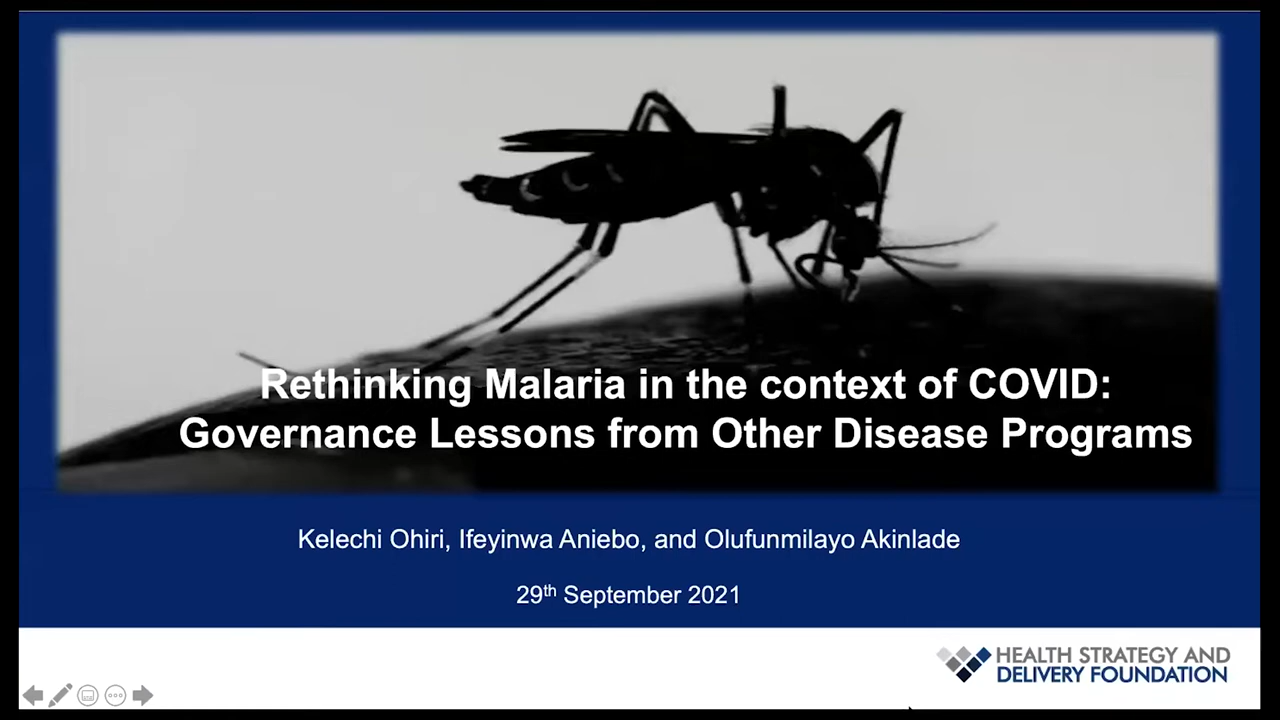 Rethinking Malaria in the context of COVID:
Governance Lessons from Other Disease Programs
Kelechi Ohiri, Ifeyinwa Aniebo, and Olufunmilayo Akinlade
29th September 2021
HEALTH STRATEGY AND
DELIVERY FOUNDATION